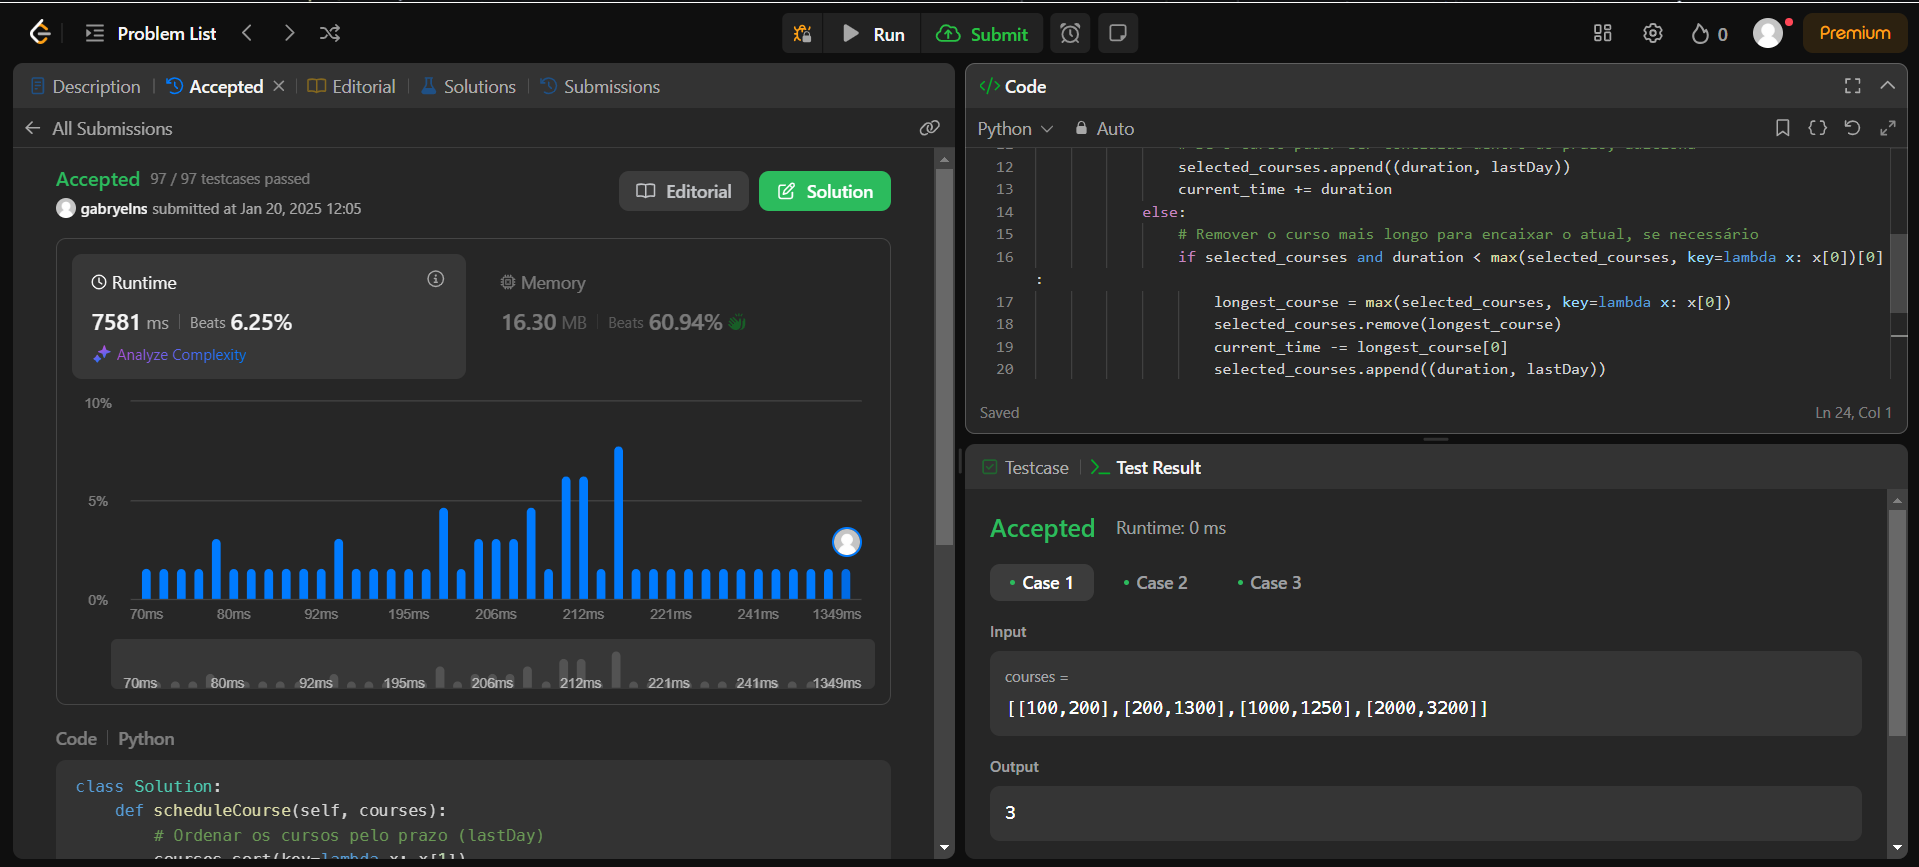 Problem List
Run
Submit
0
Premium
Description
Accepted
Editorial
Solutions
Submissions
All Submissions
Accepted 97 / 97 testcases passed
gabryelns submitted at Jan 20, 2025 12:05
Editorial
Solution
Runtime
7581 ms Beats 6.25%
Analyze Complexity
Memory
16.30 MB Beats 60.94%
10%
5%
0%
70ms 80ms 92ms 195ms 206ms 212ms 221ms 241ms 1349ms
70ms 80ms 92ms 195ms 206ms 212ms 221ms 241ms 1349ms
Code Python
class Solution:
def scheduleCourse(self, courses):
# Ordenar os cursos pelo prazo (lastDay)
courses.sort(key=lambda x: x[1])
</> Code
Python Auto
12 selected_courses.append((duration, lastDay))
13 current_time += duration
14 else:
15 # Remover o curso mais longo para encaixar o atual, se necessário
16 if selected_courses and duration < max(selected_courses, key=lambda x: x[0])[0]
:
17 longest_course = max(selected_courses, key=lambda x: x[0])
18 selected_courses.remove(longest_course)
19 current_time -= longest_course[0]
20 selected_courses.append((duration, lastDay))
Saved
Ln 24, Col 1
Testcase
Test Result
Accepted Runtime: 0 ms
Case 1
Case 2
Case 3
Input
courses =
[[100,200],[200,1300],[1000,1250],[2000,3200]]
Output
3